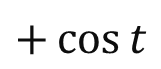 + cos t